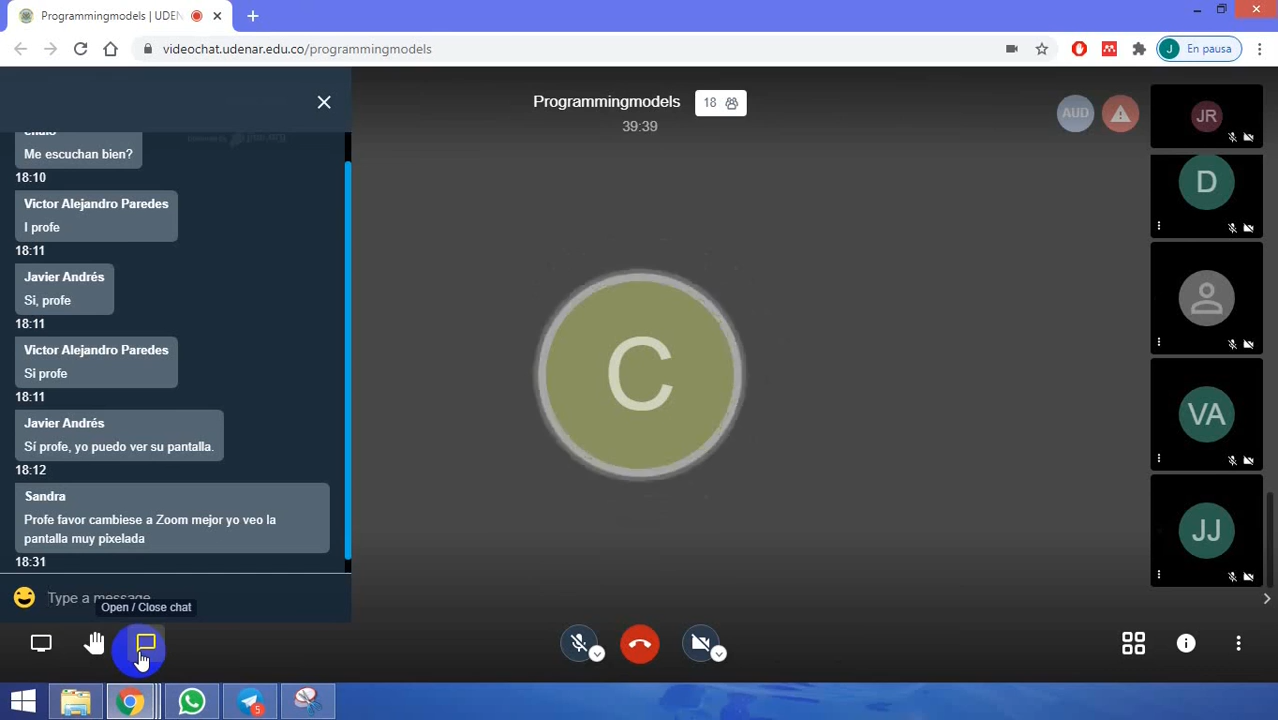 Programmingmodels | UDEN
videochat.udenar.edu.co/programmingmodels
J En pausa
Programmingmodels 18
39:39
AUD
Me escuchan bien?
18:10
Victor Alejandro Paredes
I profe
18:11
Javier Andrés
Si, profe
18:11
Victor Alejandro Paredes
Si profe
18:11
Javier Andrés
Sí profe, yo puedo ver su pantalla.
18:12
Sandra
Profe favor cambiese a Zoom mejor yo veo la
pantalla muy pixelada
18:31
Type a message
Open / Close chat
C
JR
D
VA
JJ
5